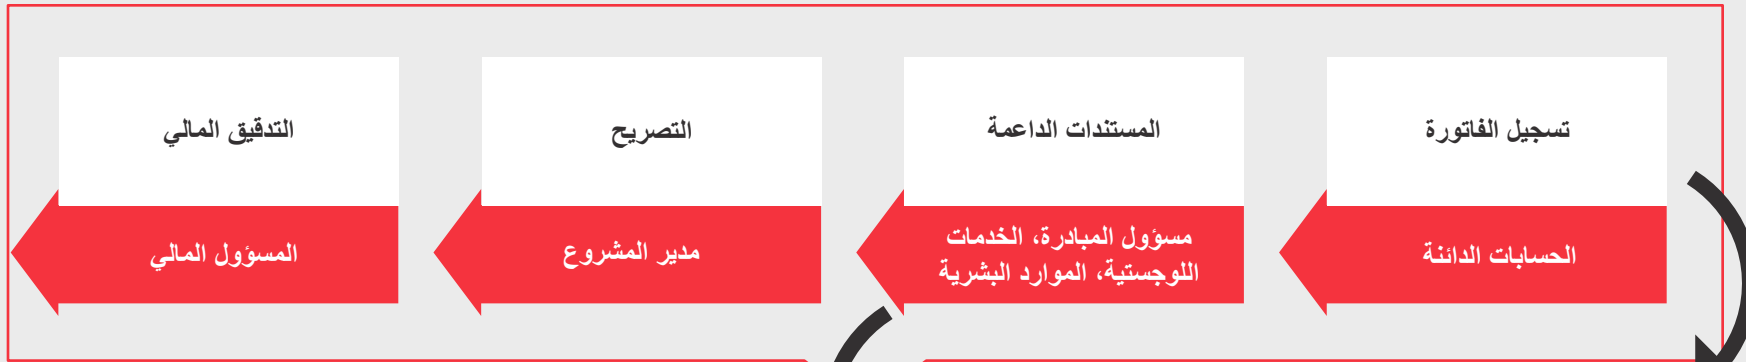 تسجيل الفاتورة
الحسابات الدائنة
المستندات الداعمة
مسؤول المبادرة، الخدمات
اللوجستية، الموارد البشرية
التصريح
مدير المشروع
التدقيق المالي
المسؤول المالي